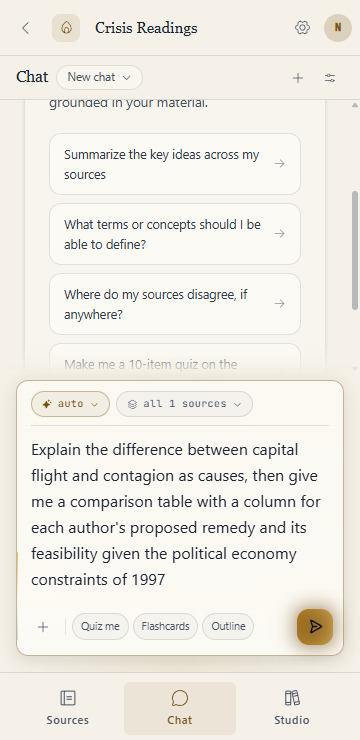 Crisis Readings
N
Chat
New chat
grounded in your material.
Summarize the key ideas across my
sources
What terms or concepts should I be
able to define?
Where do my sources disagree, if
anywhere?
Make me a 10-item quiz on the
auto
all 1 sources
Explain the difference between capital
flight and contagion as causes, then give
me a comparison table with a column for
each author's proposed remedy and its
feasibility given the political economy
constraints of 1997
Quiz me
Flashcards
Outline
Sources
Chat
Studio